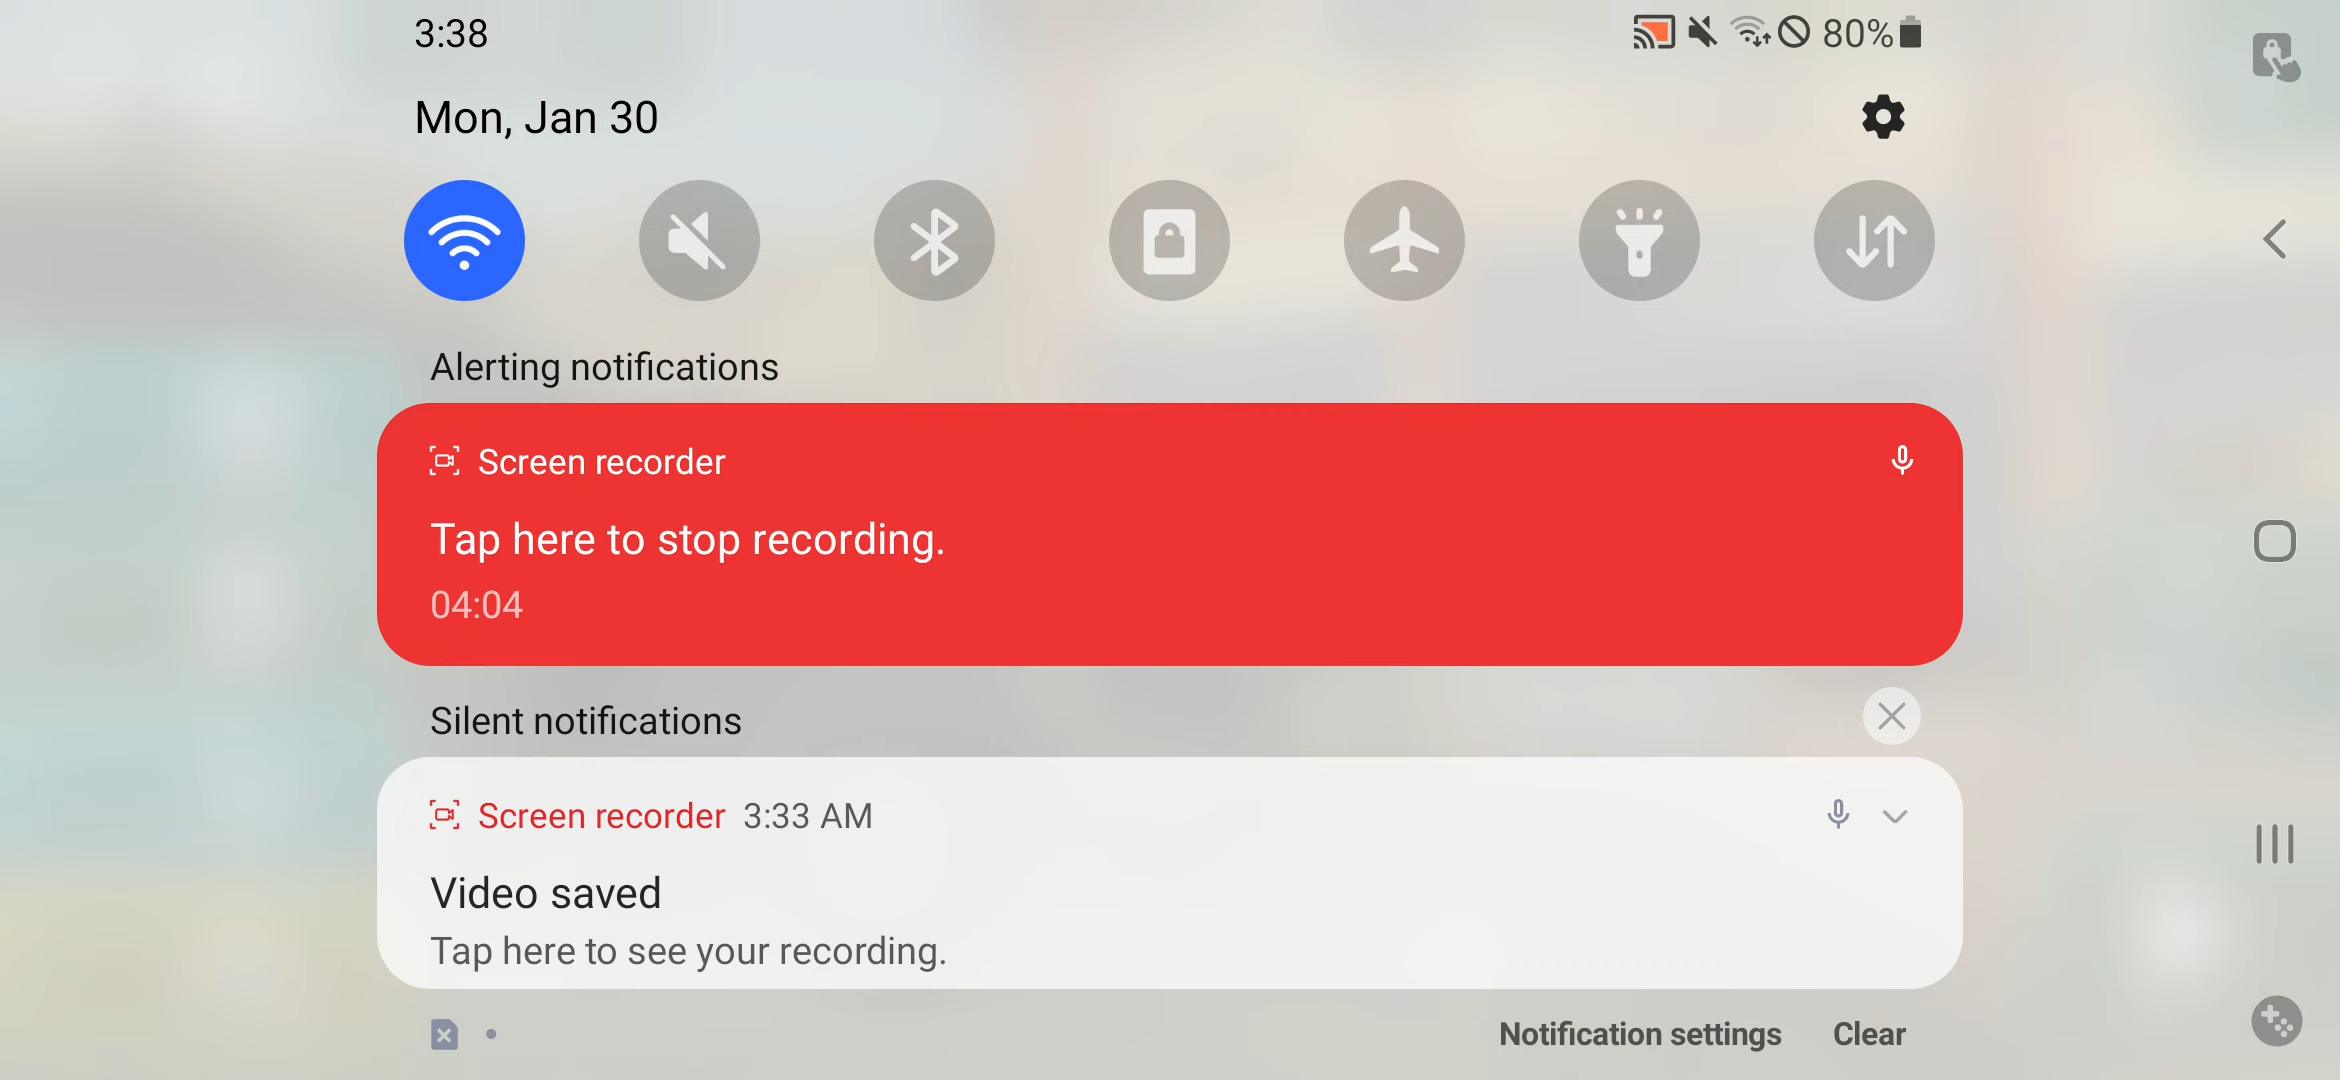 3:38
80%
Mon, Jan 30
Alerting notifications
Screen recorder
Tap here to stop recording.
04:04
Silent notifications
Screen recorder 3:33 AM
Video saved
Tap here to see your recording.
Notification settings Clear